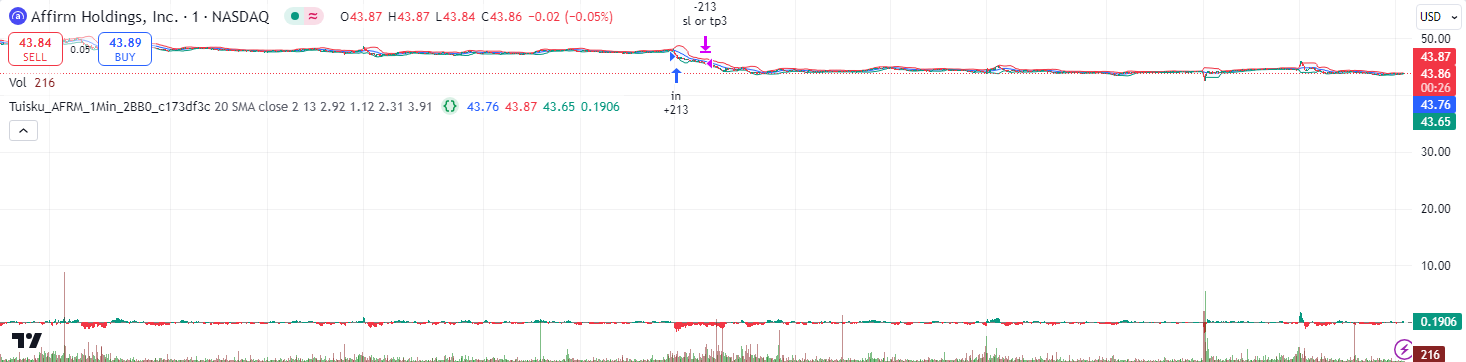 Affirm Holdings, Inc. · 1 · NASDAQ
O43.87 H43.87 L43.84 C43.86 −0.02 (−0.05%)
-213
sl or tp3
USD
43.84
SELL
0.05
43.89
BUY
50.00
43.87
43.86
00:26
Vol 216
Tuisku_AFRM_1Min_2BB0_c173df3c 20 SMA close 2 13 2.92 1.12 2.31 3.91 43.76 43.87 43.65 0.1906
in
+213
43.76
43.65
30.00
20.00
10.00
0.1906
216